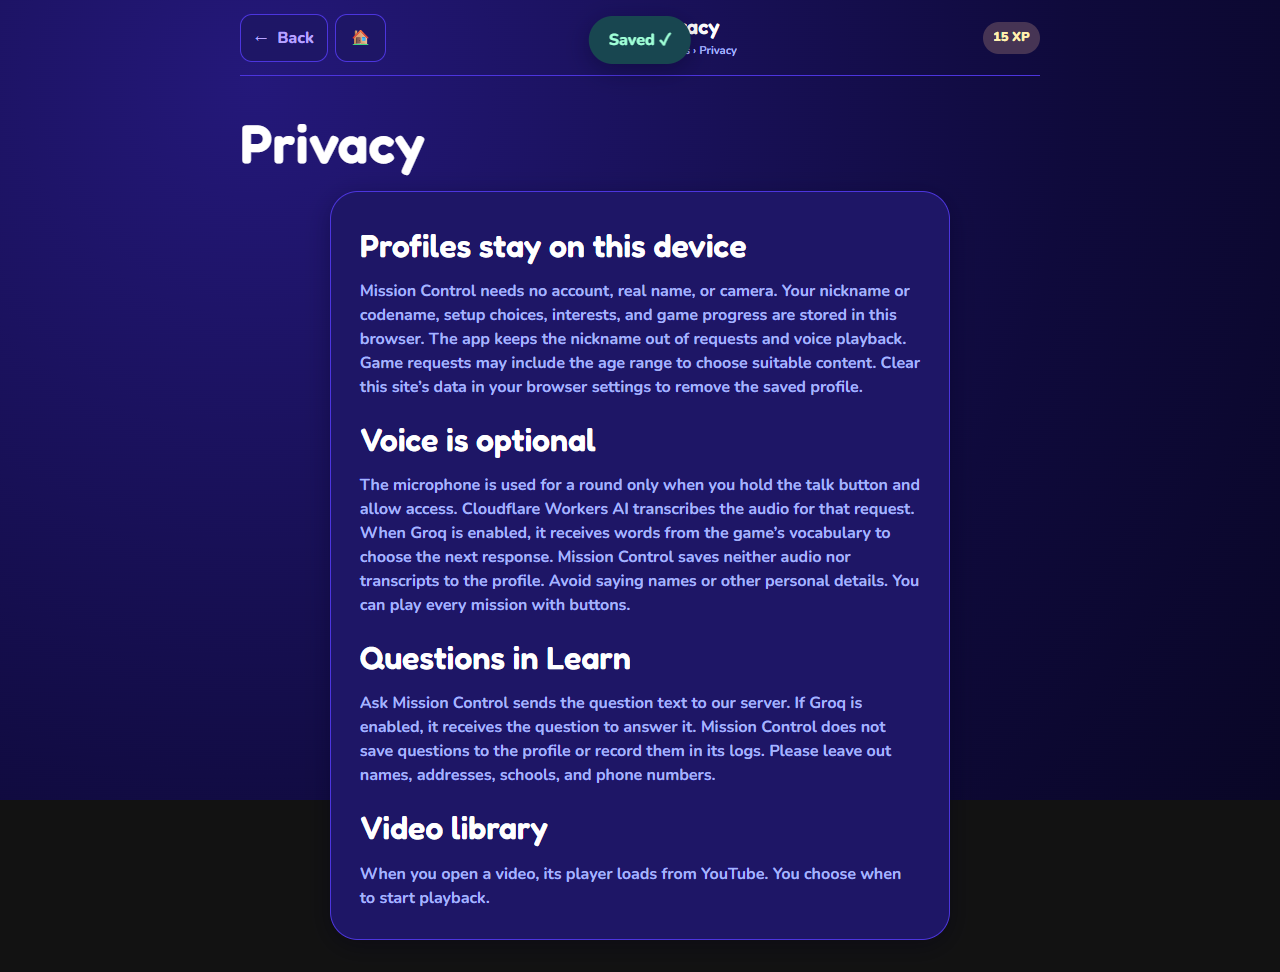 ← Back
Saved ✓
acy
s › Privacy
15 XP
Privacy
Profiles stay on this device
Mission Control needs no account, real name, or camera. Your nickname or
codename, setup choices, interests, and game progress are stored in this
browser. The app keeps the nickname out of requests and voice playback.
Game requests may include the age range to choose suitable content. Clear
this site’s data in your browser settings to remove the saved profile.
Voice is optional
The microphone is used for a round only when you hold the talk button and
allow access. Cloudflare Workers AI transcribes the audio for that request.
When Groq is enabled, it receives words from the game’s vocabulary to
choose the next response. Mission Control saves neither audio nor
transcripts to the profile. Avoid saying names or other personal details. You
can play every mission with buttons.
Questions in Learn
Ask Mission Control sends the question text to our server. If Groq is
enabled, it receives the question to answer it. Mission Control does not
save questions to the profile or record them in its logs. Please leave out
names, addresses, schools, and phone numbers.
Video library
When you open a video, its player loads from YouTube. You choose when
to start playback.